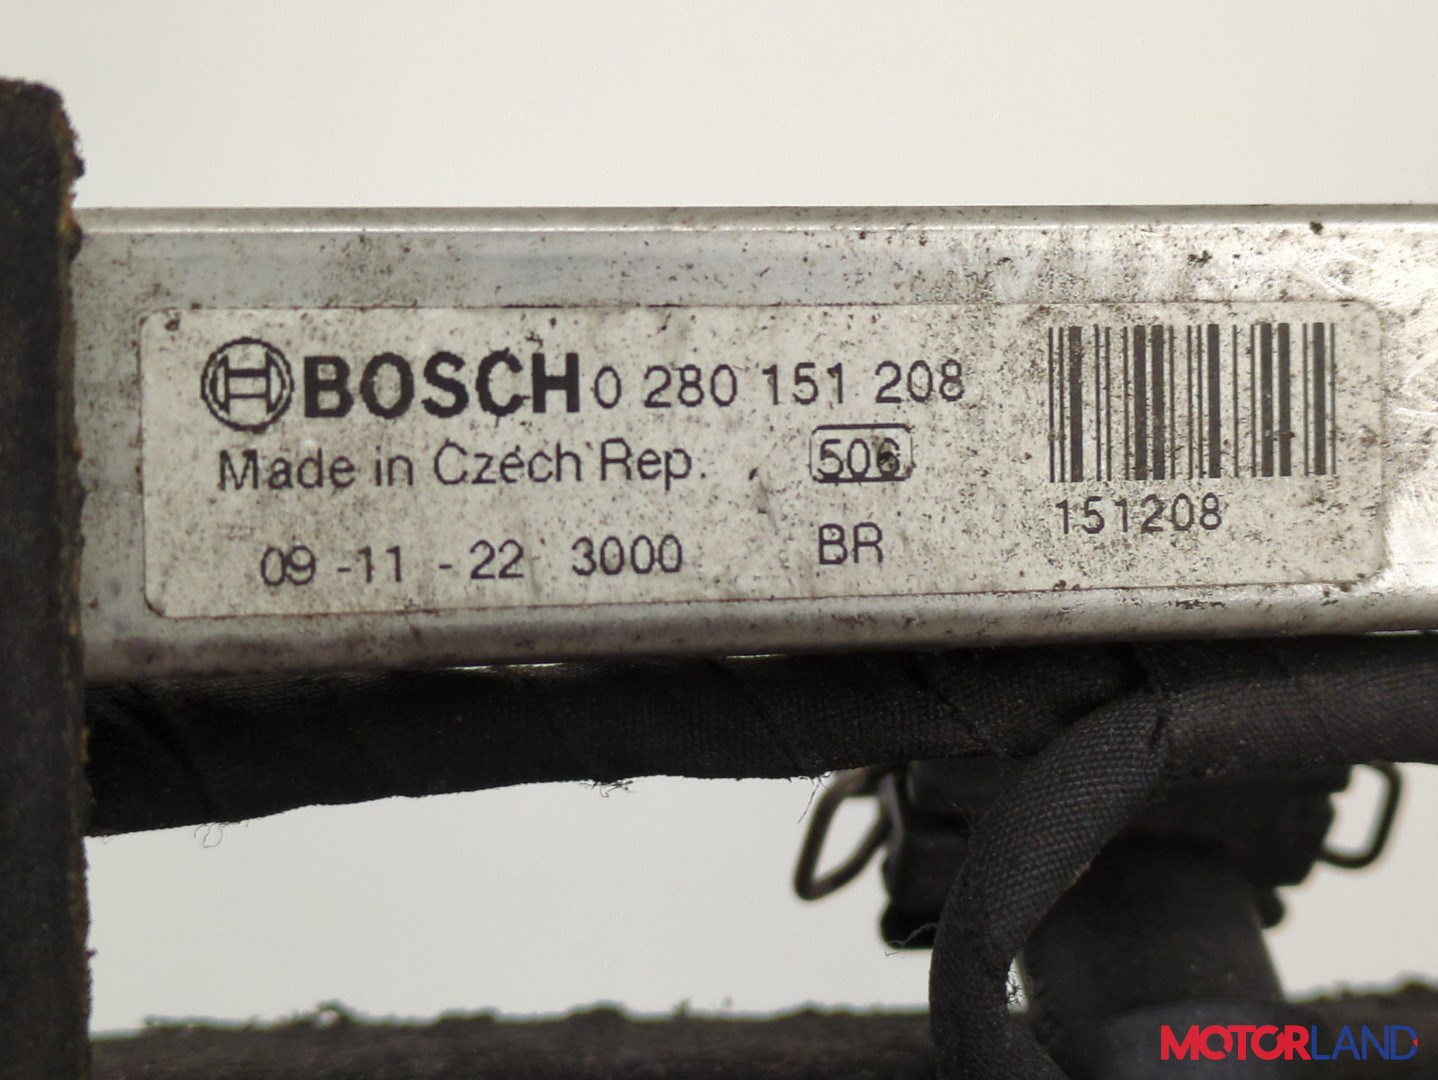 BOSCH 0 280 151 208
Made in Czech Rep. 506
09 -11 - 22 3000 BR
151208
MOTORLAND